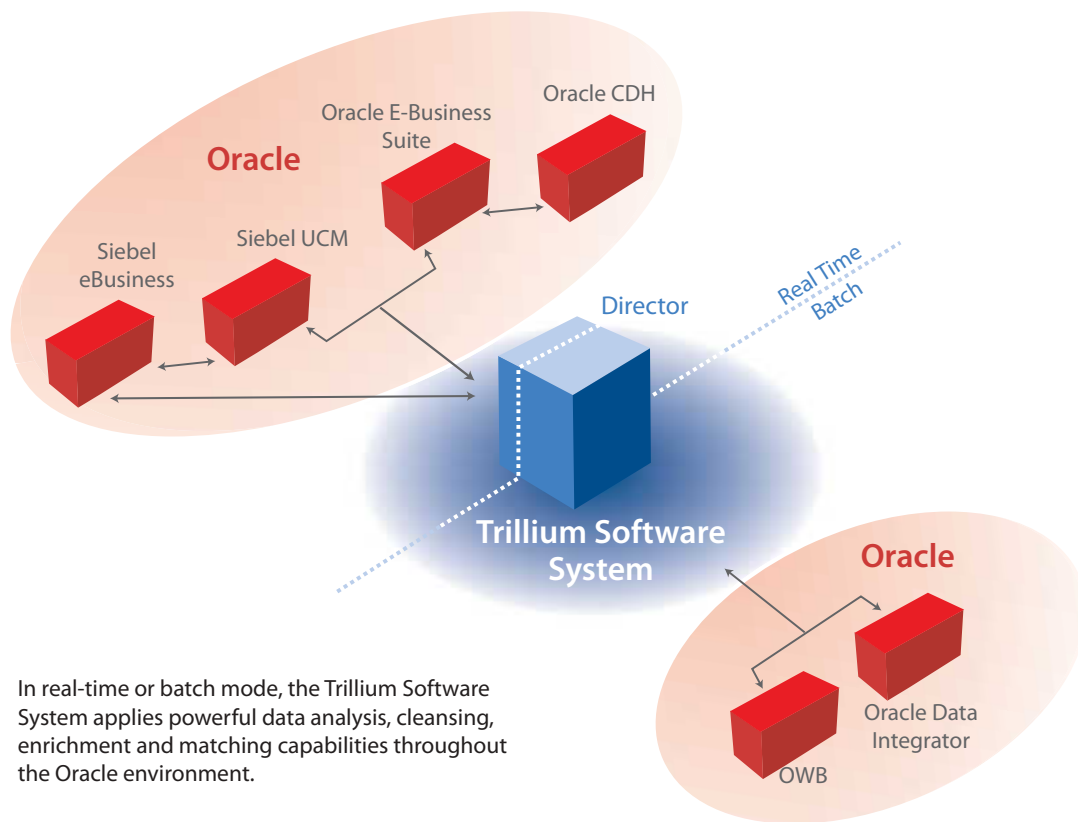 Oracle CDH
Oracle E-Business
Suite
Oracle
Siebel UCM
Siebel
eBusiness
Real Time
Batch
Director
Trillium Software
System
Oracle
Oracle Data
Integrator
OWB
In real-time or batch mode, the Trillium Software
System applies powerful data analysis, cleansing,
enrichment and matching capabilities throughout
the Oracle environment.